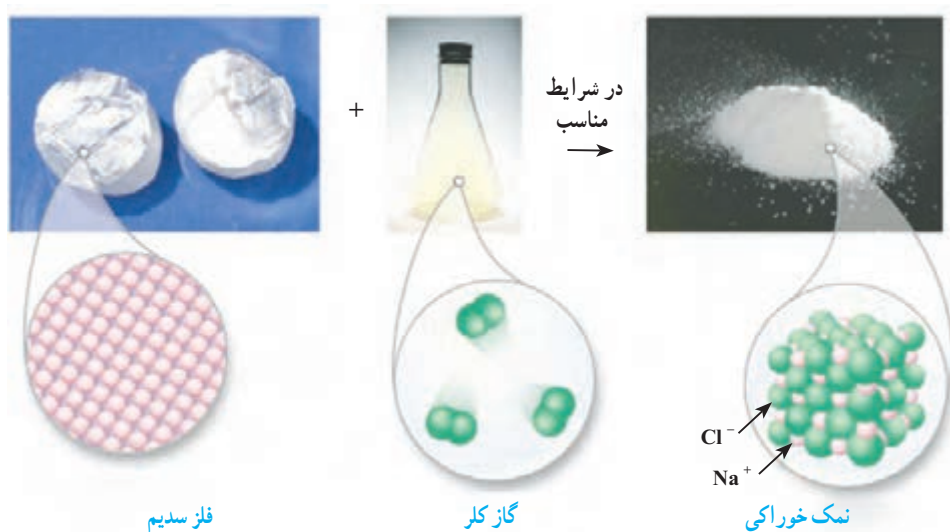 +
در شرایط
مناسب
→
Cl⁻
Na⁺
فلز سدیم
گاز کلر
نمک خوراکی